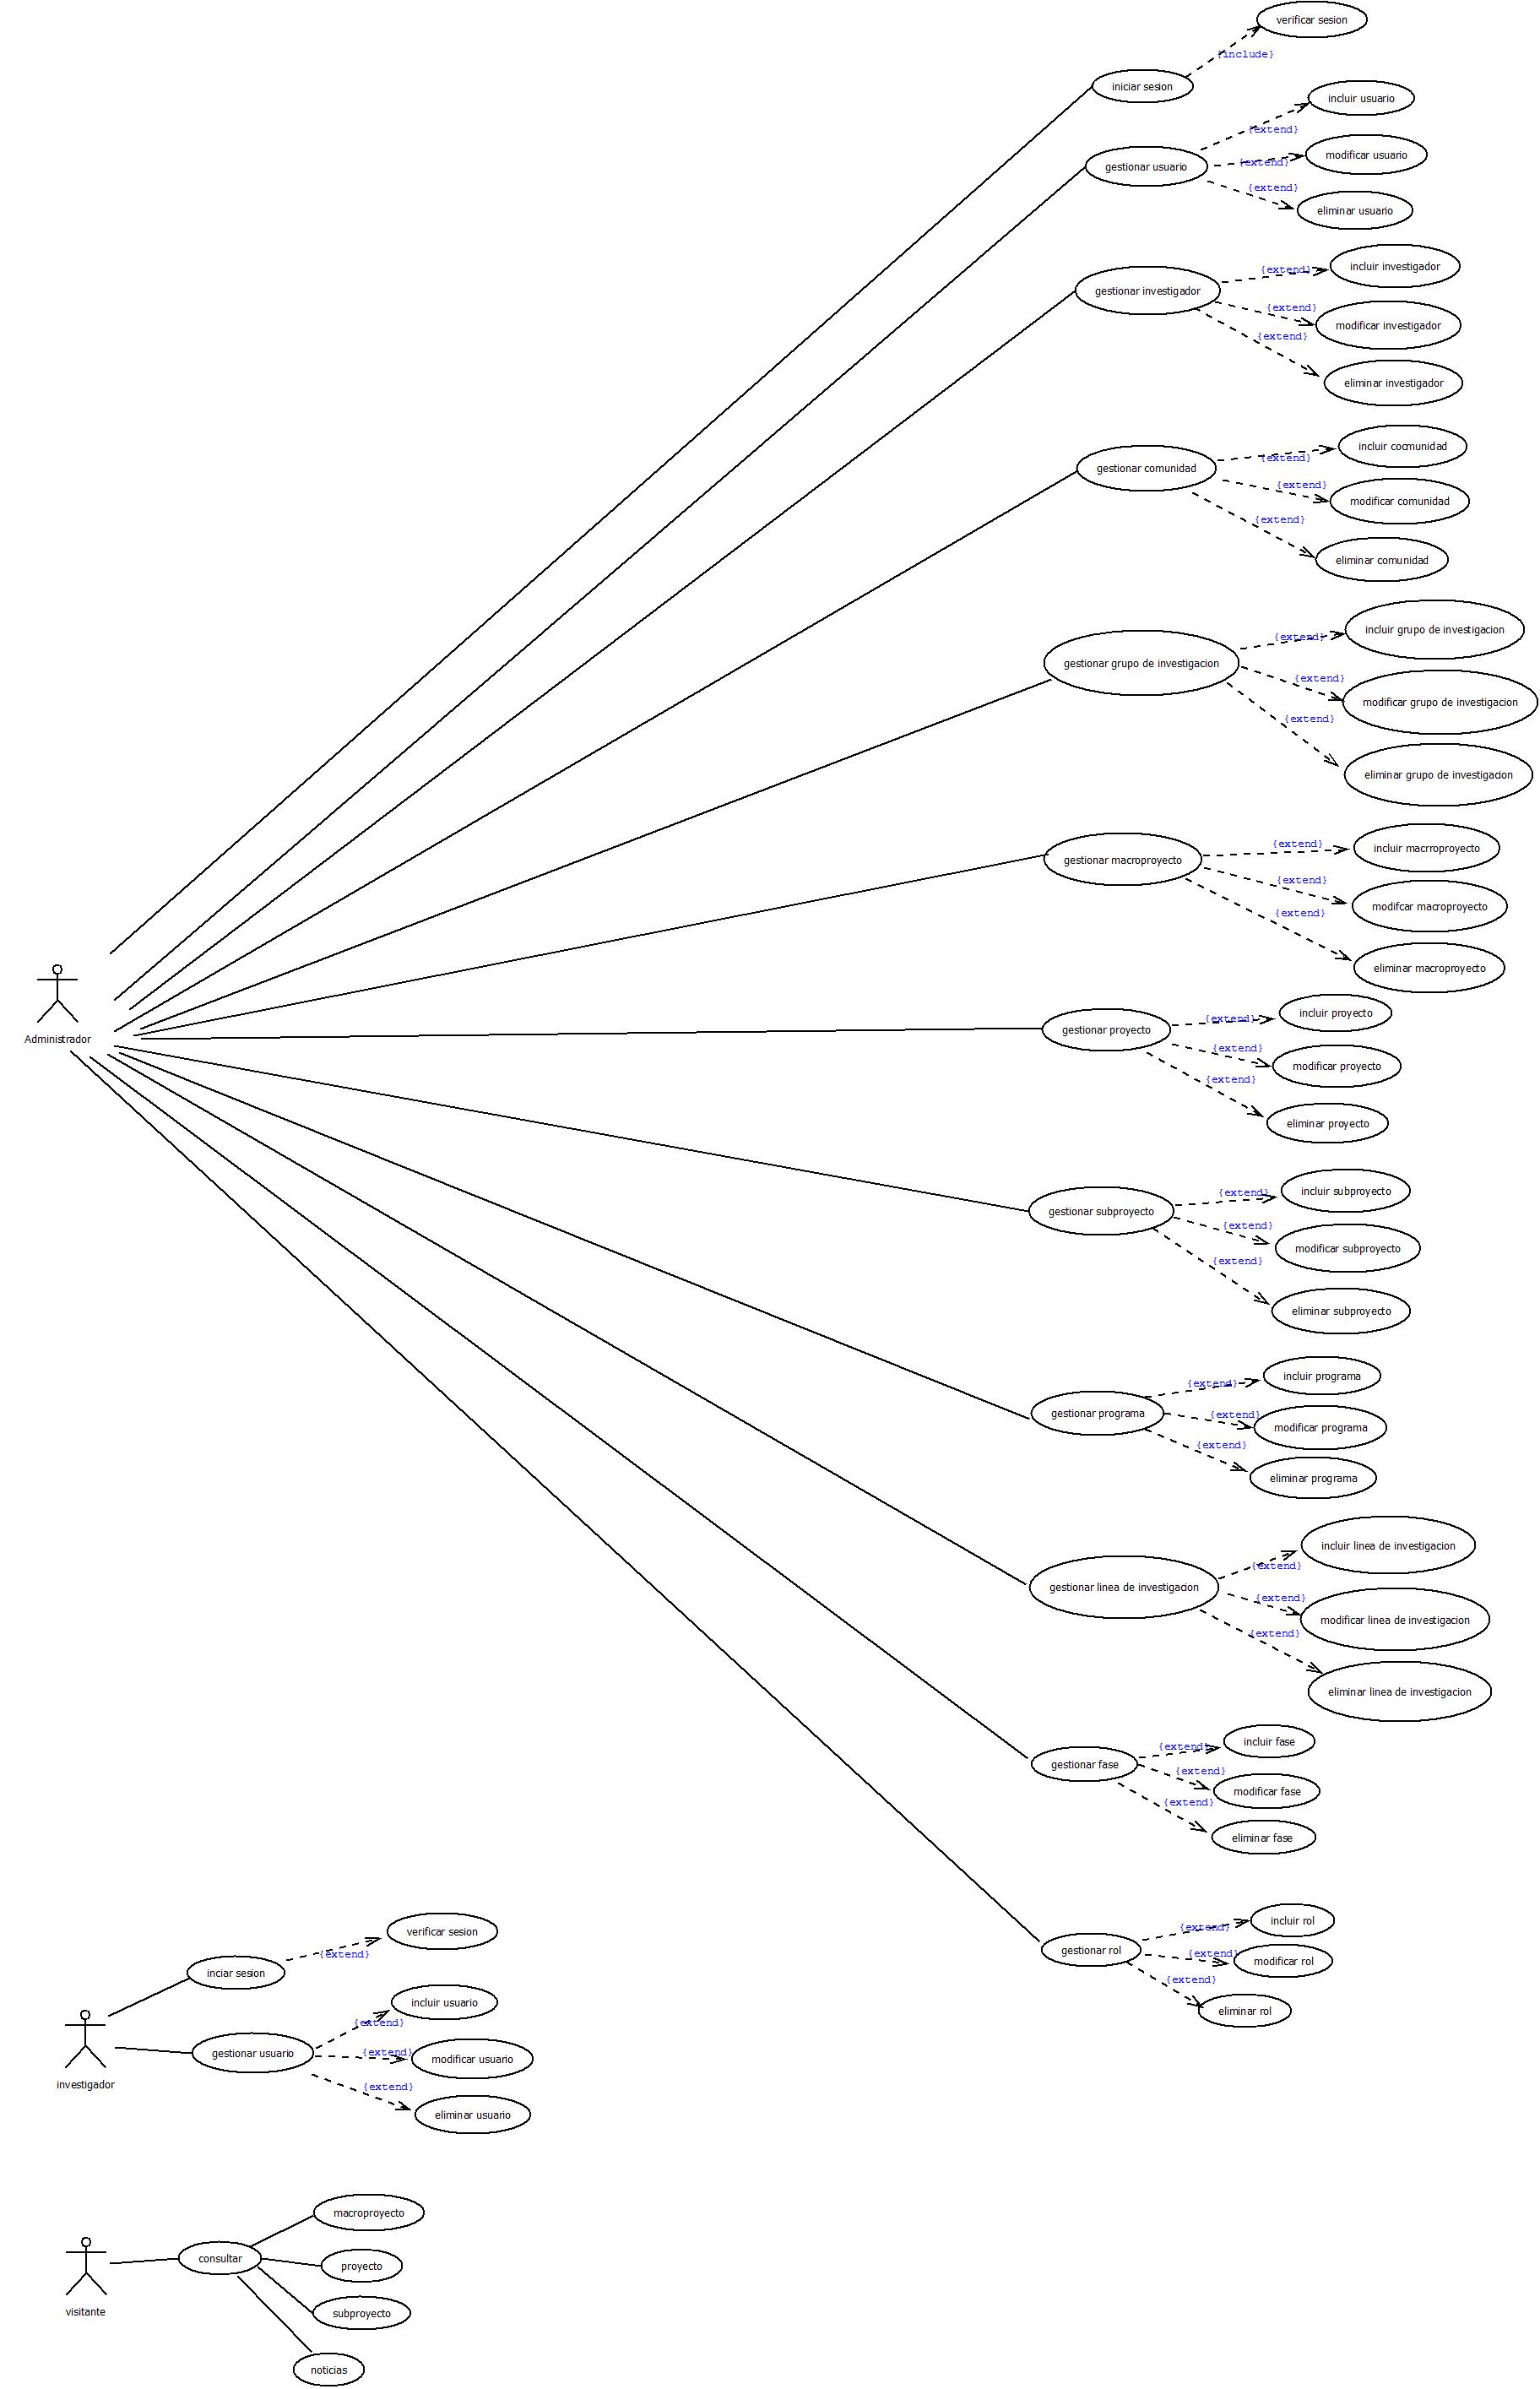 verificar sesion
{include}
iniciar sesion
incluir usuario
{extend}
modificar usuario
{extend}
gestionar usuario
{extend}
eliminar usuario
incluir investigador
{extend}
gestionar investigador
{extend}
modificar investigador
{extend}
eliminar investigador
incluir cocmunidad
{extend}
gestionar comunidad
{extend}
modificar comunidad
{extend}
eliminar comunidad
incluir grupo de investigacion
{extend}
gestionar grupo de investigacion
{extend}
modificar grupo de investigacion
{extend}
eliminar grupo de investigacion
{extend}
incluir macrroproyecto
gestionar macroproyecto
{extend}
modifcar macroproyecto
{extend}
eliminar macroproyecto
Administrador
incluir proyecto
{extend}
gestionar proyecto
{extend}
modificar proyecto
{extend}
eliminar proyecto
incluir subproyecto
{extend}
gestionar subproyecto
{extend}
modificar subproyecto
{extend}
eliminar subproyecto
incluir programa
{extend}
gestionar programa
{extend}
modificar programa
{extend}
eliminar programa
incluir linea de investigacion
{extend}
gestionar linea de investigacion
{extend}
modificar linea de investigacion
{extend}
eliminar linea de investigacion
incluir fase
{extend}
gestionar fase
{extend}
modificar fase
{extend}
eliminar fase
incluir rol
{extend}
gestionar rol
{extend}
modificar rol
{extend}
eliminar rol
verificar sesion
{extend}
inciar sesion
incluir usuario
{extend}
gestionar usuario
{extend}
modificar usuario
{extend}
eliminar usuario
investigador
macroproyecto
consultar
proyecto
subproyecto
visitante
noticias